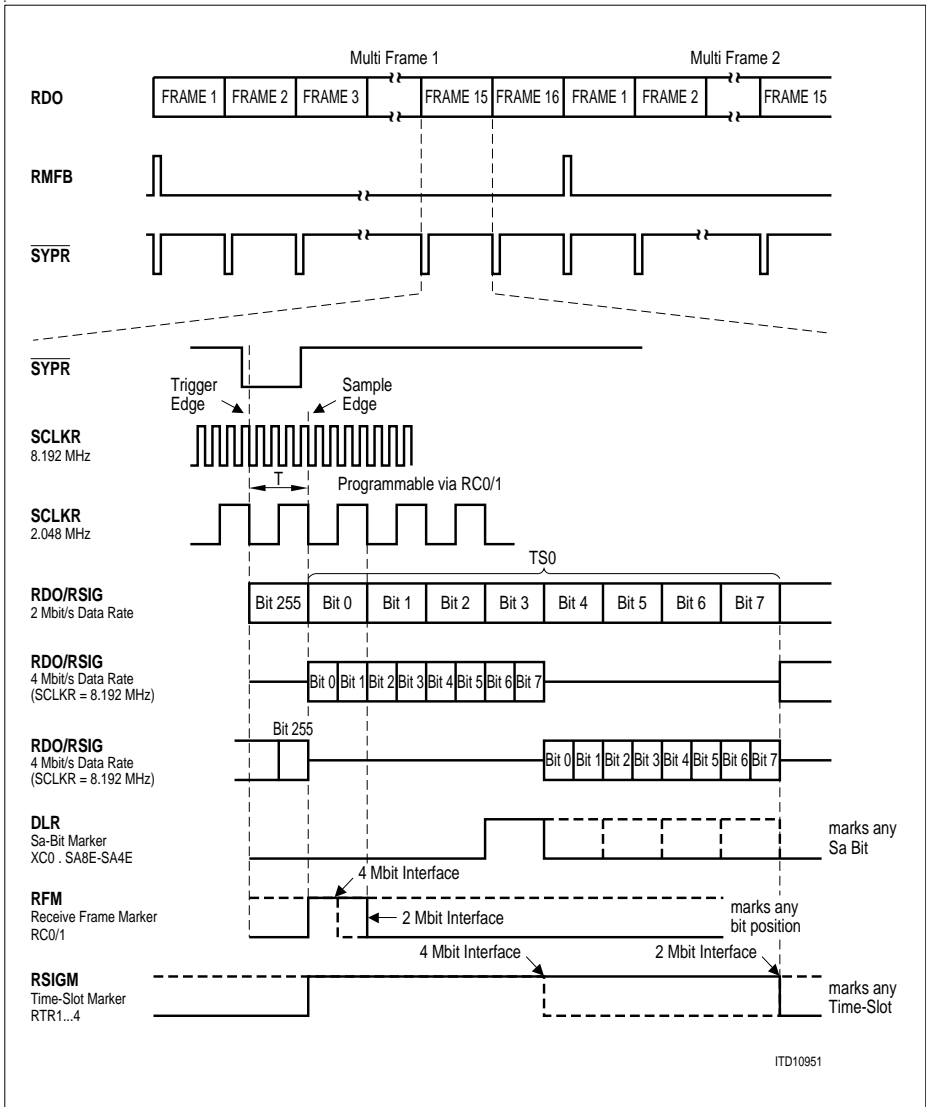 Multi Frame 1 Multi Frame 2
RDO FRAME 1 FRAME 2 FRAME 3 FRAME 15 FRAME 16 FRAME 1 FRAME 2 FRAME 15
RMFB
SYPR
SYPR
Trigger Edge Sample Edge
SCLKR
8.192 MHz
T Programmable via RC0/1
SCLKR
2.048 MHz
TS0
RDO/RSIG
2 Mbit/s Data Rate
Bit 255 Bit 0 Bit 1 Bit 2 Bit 3 Bit 4 Bit 5 Bit 6 Bit 7
RDO/RSIG
4 Mbit/s Data Rate
(SCLKR = 8.192 MHz)
Bit 0 Bit 1 Bit 2 Bit 3 Bit 4 Bit 5 Bit 6 Bit 7
Bit 255
RDO/RSIG
4 Mbit/s Data Rate
(SCLKR = 8.192 MHz)
Bit 0 Bit 1 Bit 2 Bit 3 Bit 4 Bit 5 Bit 6 Bit 7
DLR
Sa-Bit Marker
XC0 . SA8E-SA4E
marks any
Sa Bit
4 Mbit Interface
RFM
Receive Frame Marker
RC0/1
2 Mbit Interface
marks any
bit position
4 Mbit Interface 2 Mbit Interface
RSIGM
Time-Slot Marker
RTR1...4
marks any
Time-Slot
ITD10951